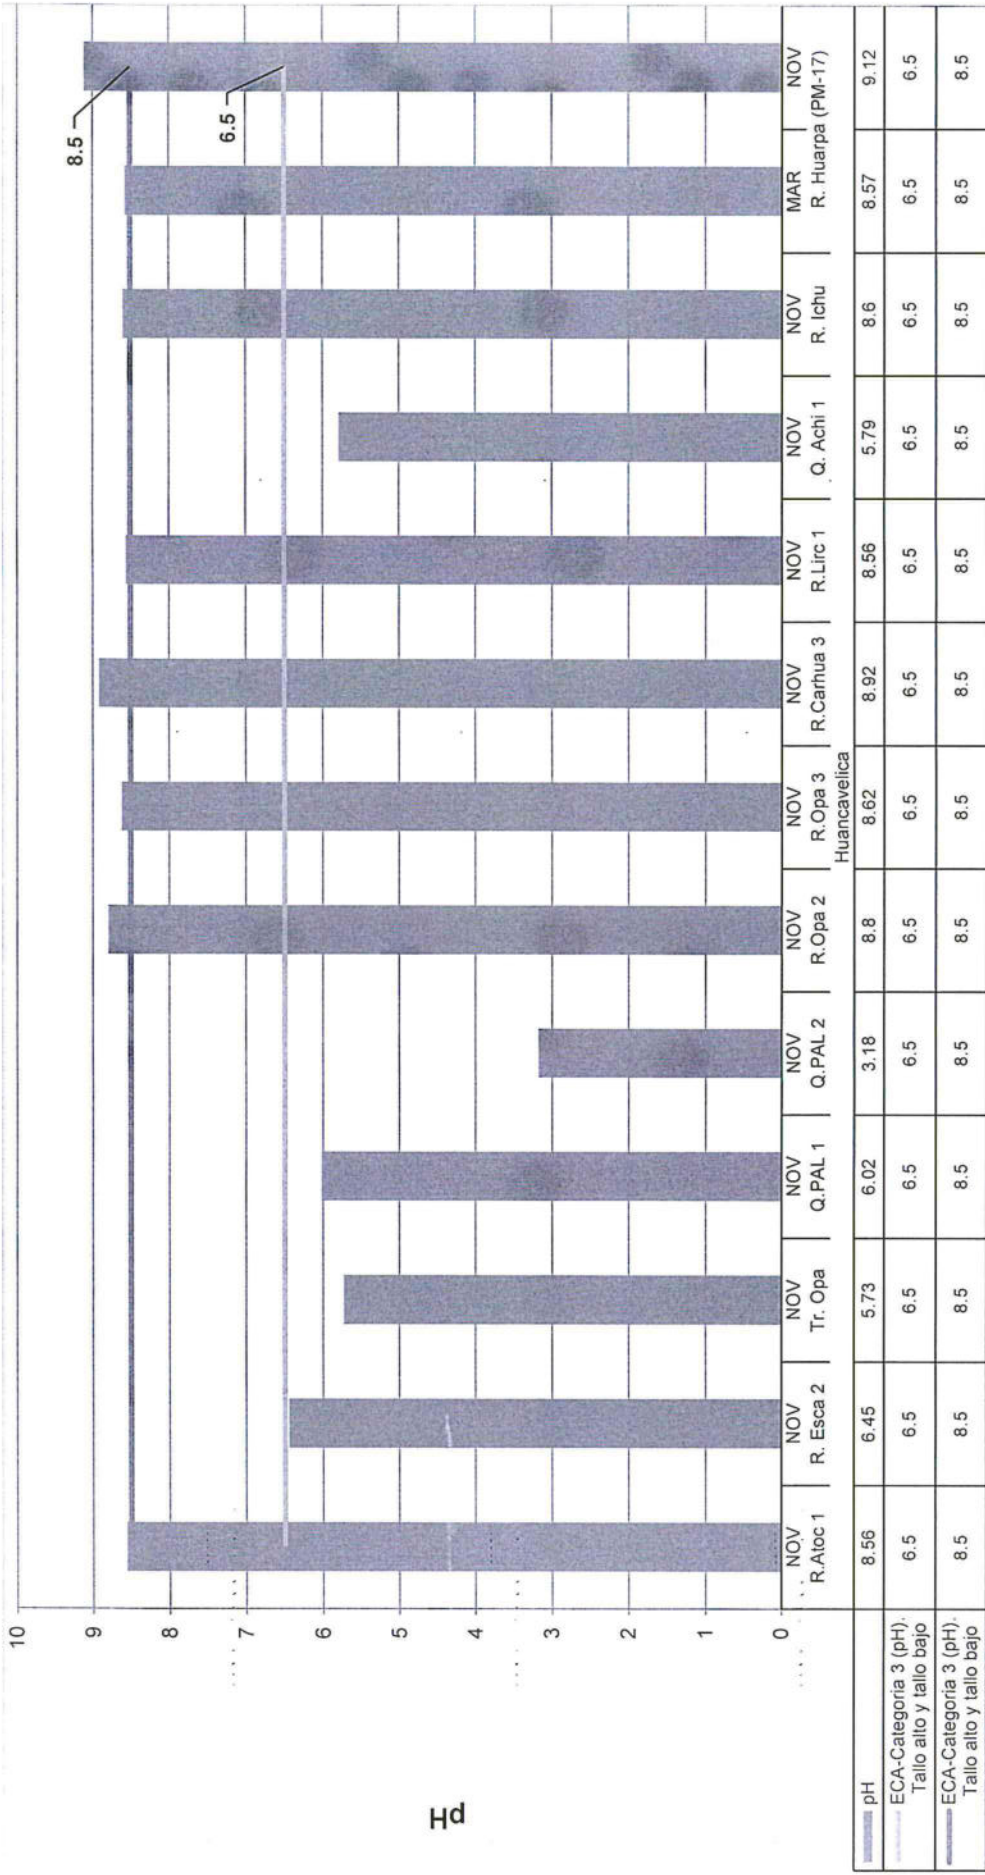 pH
10
9
8
7
6
5
4
3
2
1
0
8.5
6.5
NOV NOV NOV NOV NOV NOV NOV NOV NOV NOV NOV MAR NOV
R.Atoc 1 R. Esca 2 Tr. Opa Q.PAL 1 Q.PAL 2 R.Opa 2 R.Opa 3 R.Carhua 3 R.Lirc 1 Q. Achi 1 R. Ichu R. Huarpa (PM-17)
Huancavelica
pH 8.56 6.45 5.73 6.02 3.18 8.8 8.62 8.92 8.56 5.79 8.6 8.57 9.12
ECA-Categoria 3 (pH). 6.5 6.5 6.5 6.5 6.5 6.5 6.5 6.5 6.5 6.5 6.5 6.5 6.5
Tallo alto y tallo bajo
ECA-Categoria 3 (pH). 8.5 8.5 8.5 8.5 8.5 8.5 8.5 8.5 8.5 8.5 8.5 8.5 8.5
Tallo alto y tallo bajo